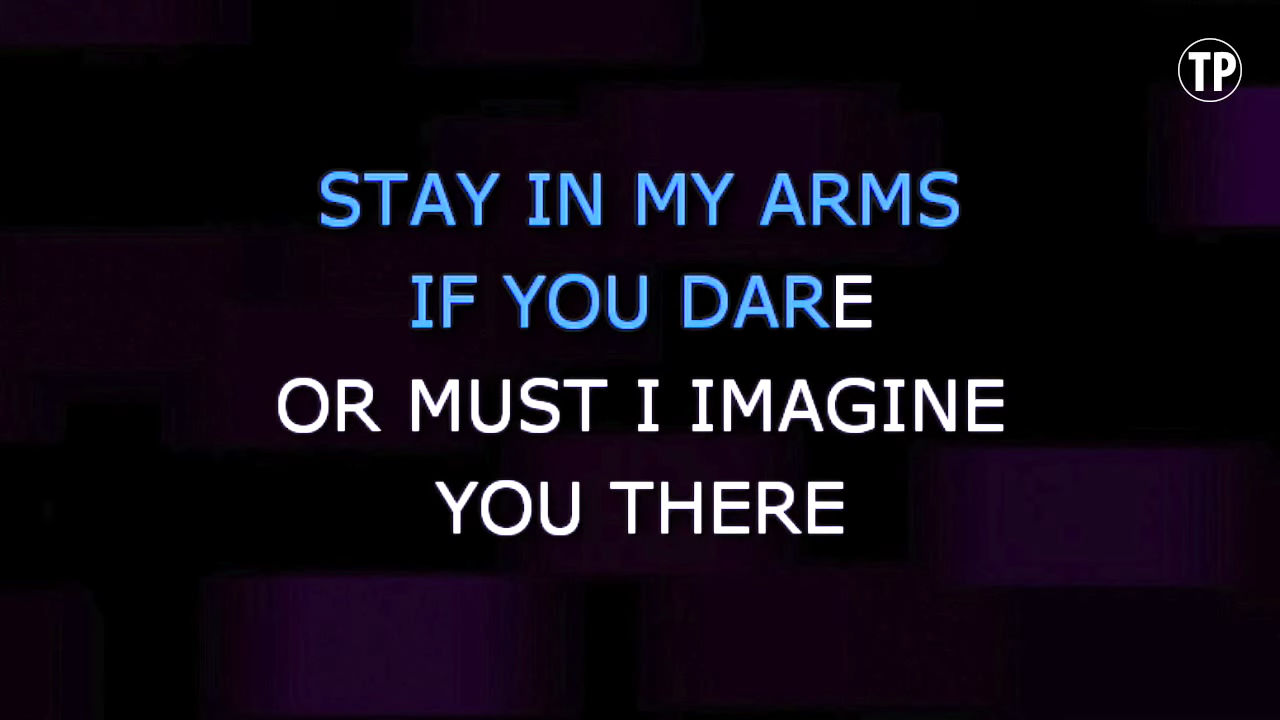 TP
STAY IN MY ARMS
IF YOU DARE
OR MUST I IMAGINE
YOU THERE